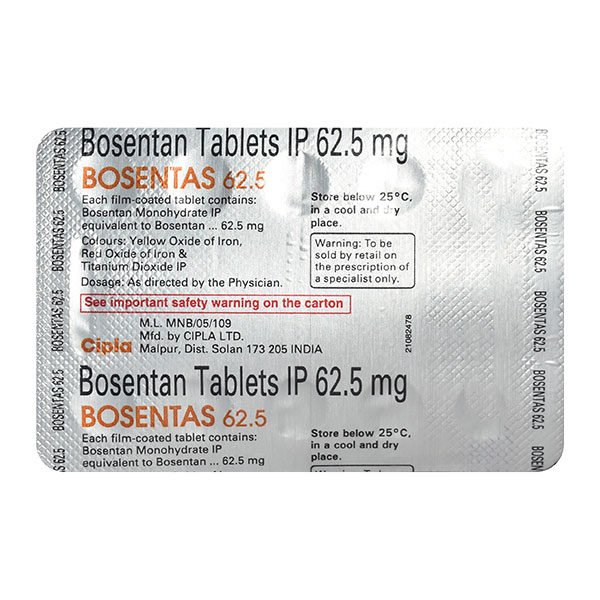 Bosentan Tablets IP 62.5 mg
BOSENTAS 62.5
Each film-coated tablet contains:
Bosentan Monohydrate IP
equivalent to Bosentan ... 62.5 mg
Colours: Yellow Oxide of Iron,
Red Oxide of Iron &
Titanium Dioxide IP
Dosage: As directed by the Physician.
Store below 25°C,
in a cool and dry
place.
Warning: To be
sold by retail on
the prescription of
a specialist only.
See important safety warning on the carton
M.L. MNB/05/109
Mfd. by CIPLA LTD.
Cipla Malpur, Dist. Solan 173 205 INDIA
21082478
Bosentan Tablets IP 62.5 mg
BOSENTAS 62.5
Each film-coated tablet contains:
Bosentan Monohydrate IP
equivalent to Bosentan ... 62.5 mg
Store below 25°C,
in a cool and dry
place.
BOSENTAS 62.5
BOSENTAS 62.5
BOSENTAS 62.5
BOSENTAS 62.5
BOSENTAS 62.5
BOSENTAS 62.5